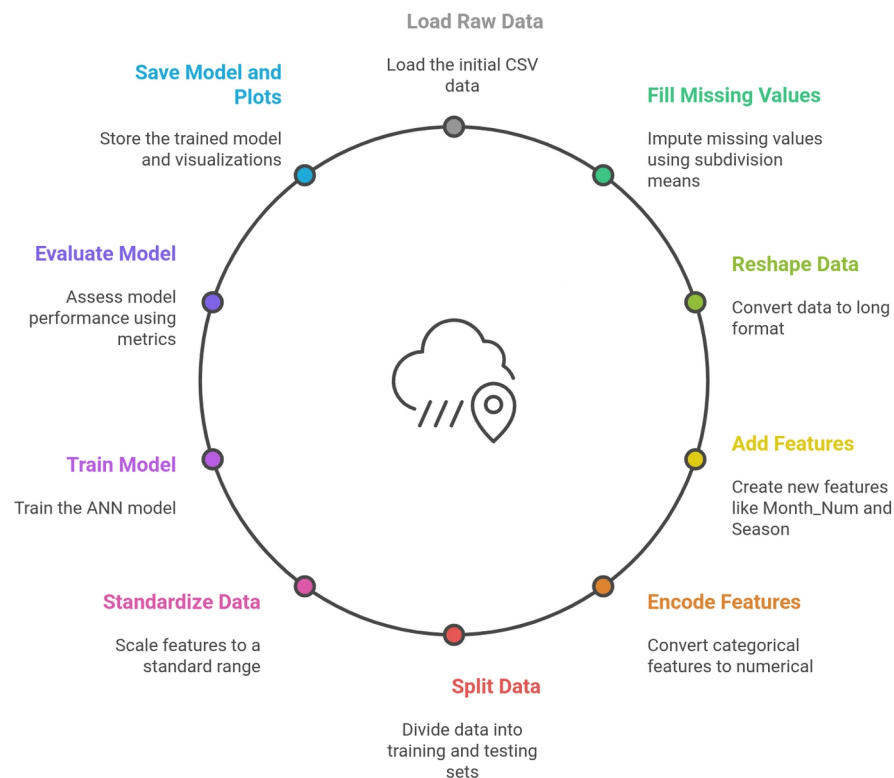 Load Raw Data
Load the initial CSV
data
Fill Missing Values
Impute missing values
using subdivision
means
Reshape Data
Convert data to long
format
Add Features
Create new features
like Month_Num and
Season
Encode Features
Convert categorical
features to numerical
Split Data
Divide data into
training and testing
sets
Standardize Data
Scale features to a
standard range
Train Model
Train the ANN model
Evaluate Model
Assess model
performance using
metrics
Save Model and
Plots
Store the trained model
and visualizations